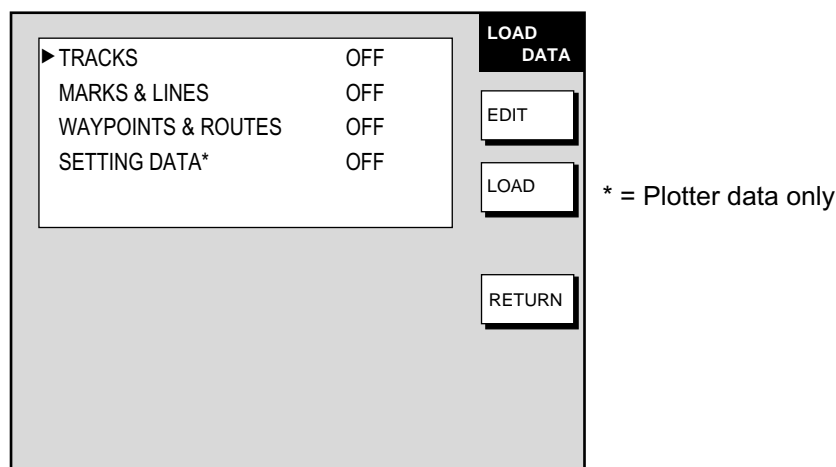 LOAD
DATA
▶TRACKS OFF
MARKS & LINES OFF
WAYPOINTS & ROUTES OFF
SETTING DATA* OFF
EDIT
LOAD
RETURN
* = Plotter data only